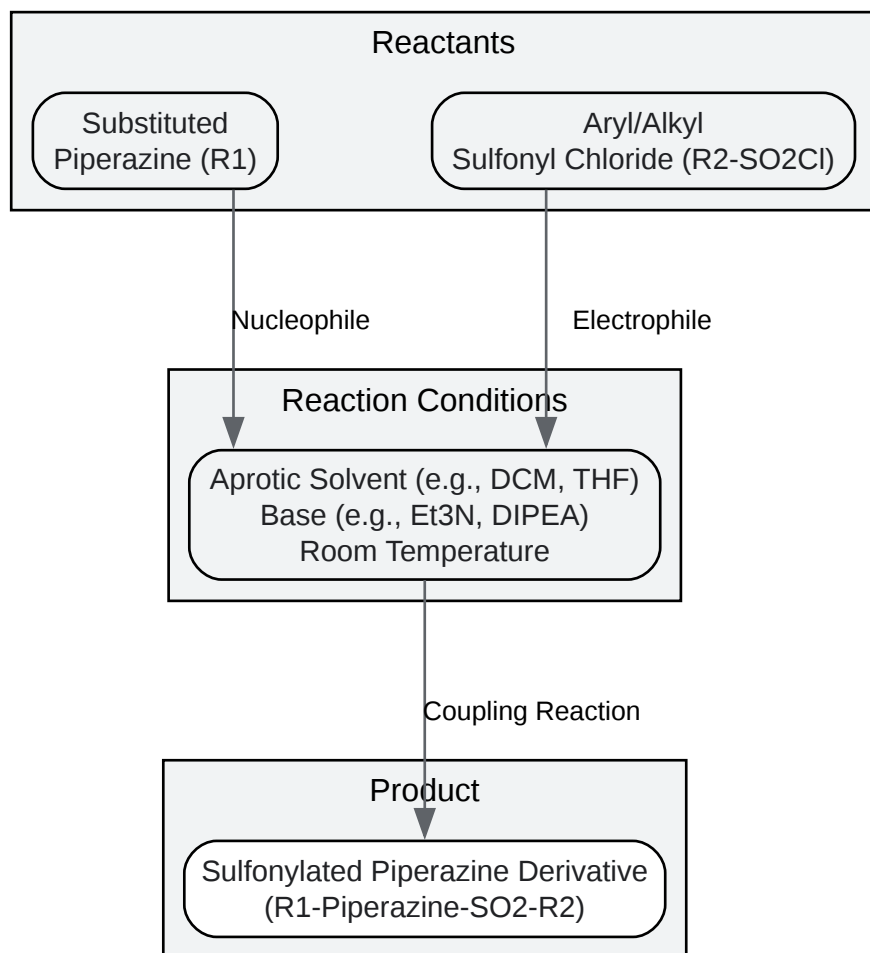 Reactants
Substituted
Piperazine (R1)
Aryl/Alkyl
Sulfonyl Chloride (R2-SO2Cl)
Nucleophile
Electrophile
Reaction Conditions
Aprotic Solvent (e.g., DCM, THF)
Base (e.g., Et3N, DIPEA)
Room Temperature
Coupling Reaction
Product
Sulfonylated Piperazine Derivative
(R1-Piperazine-SO2-R2)